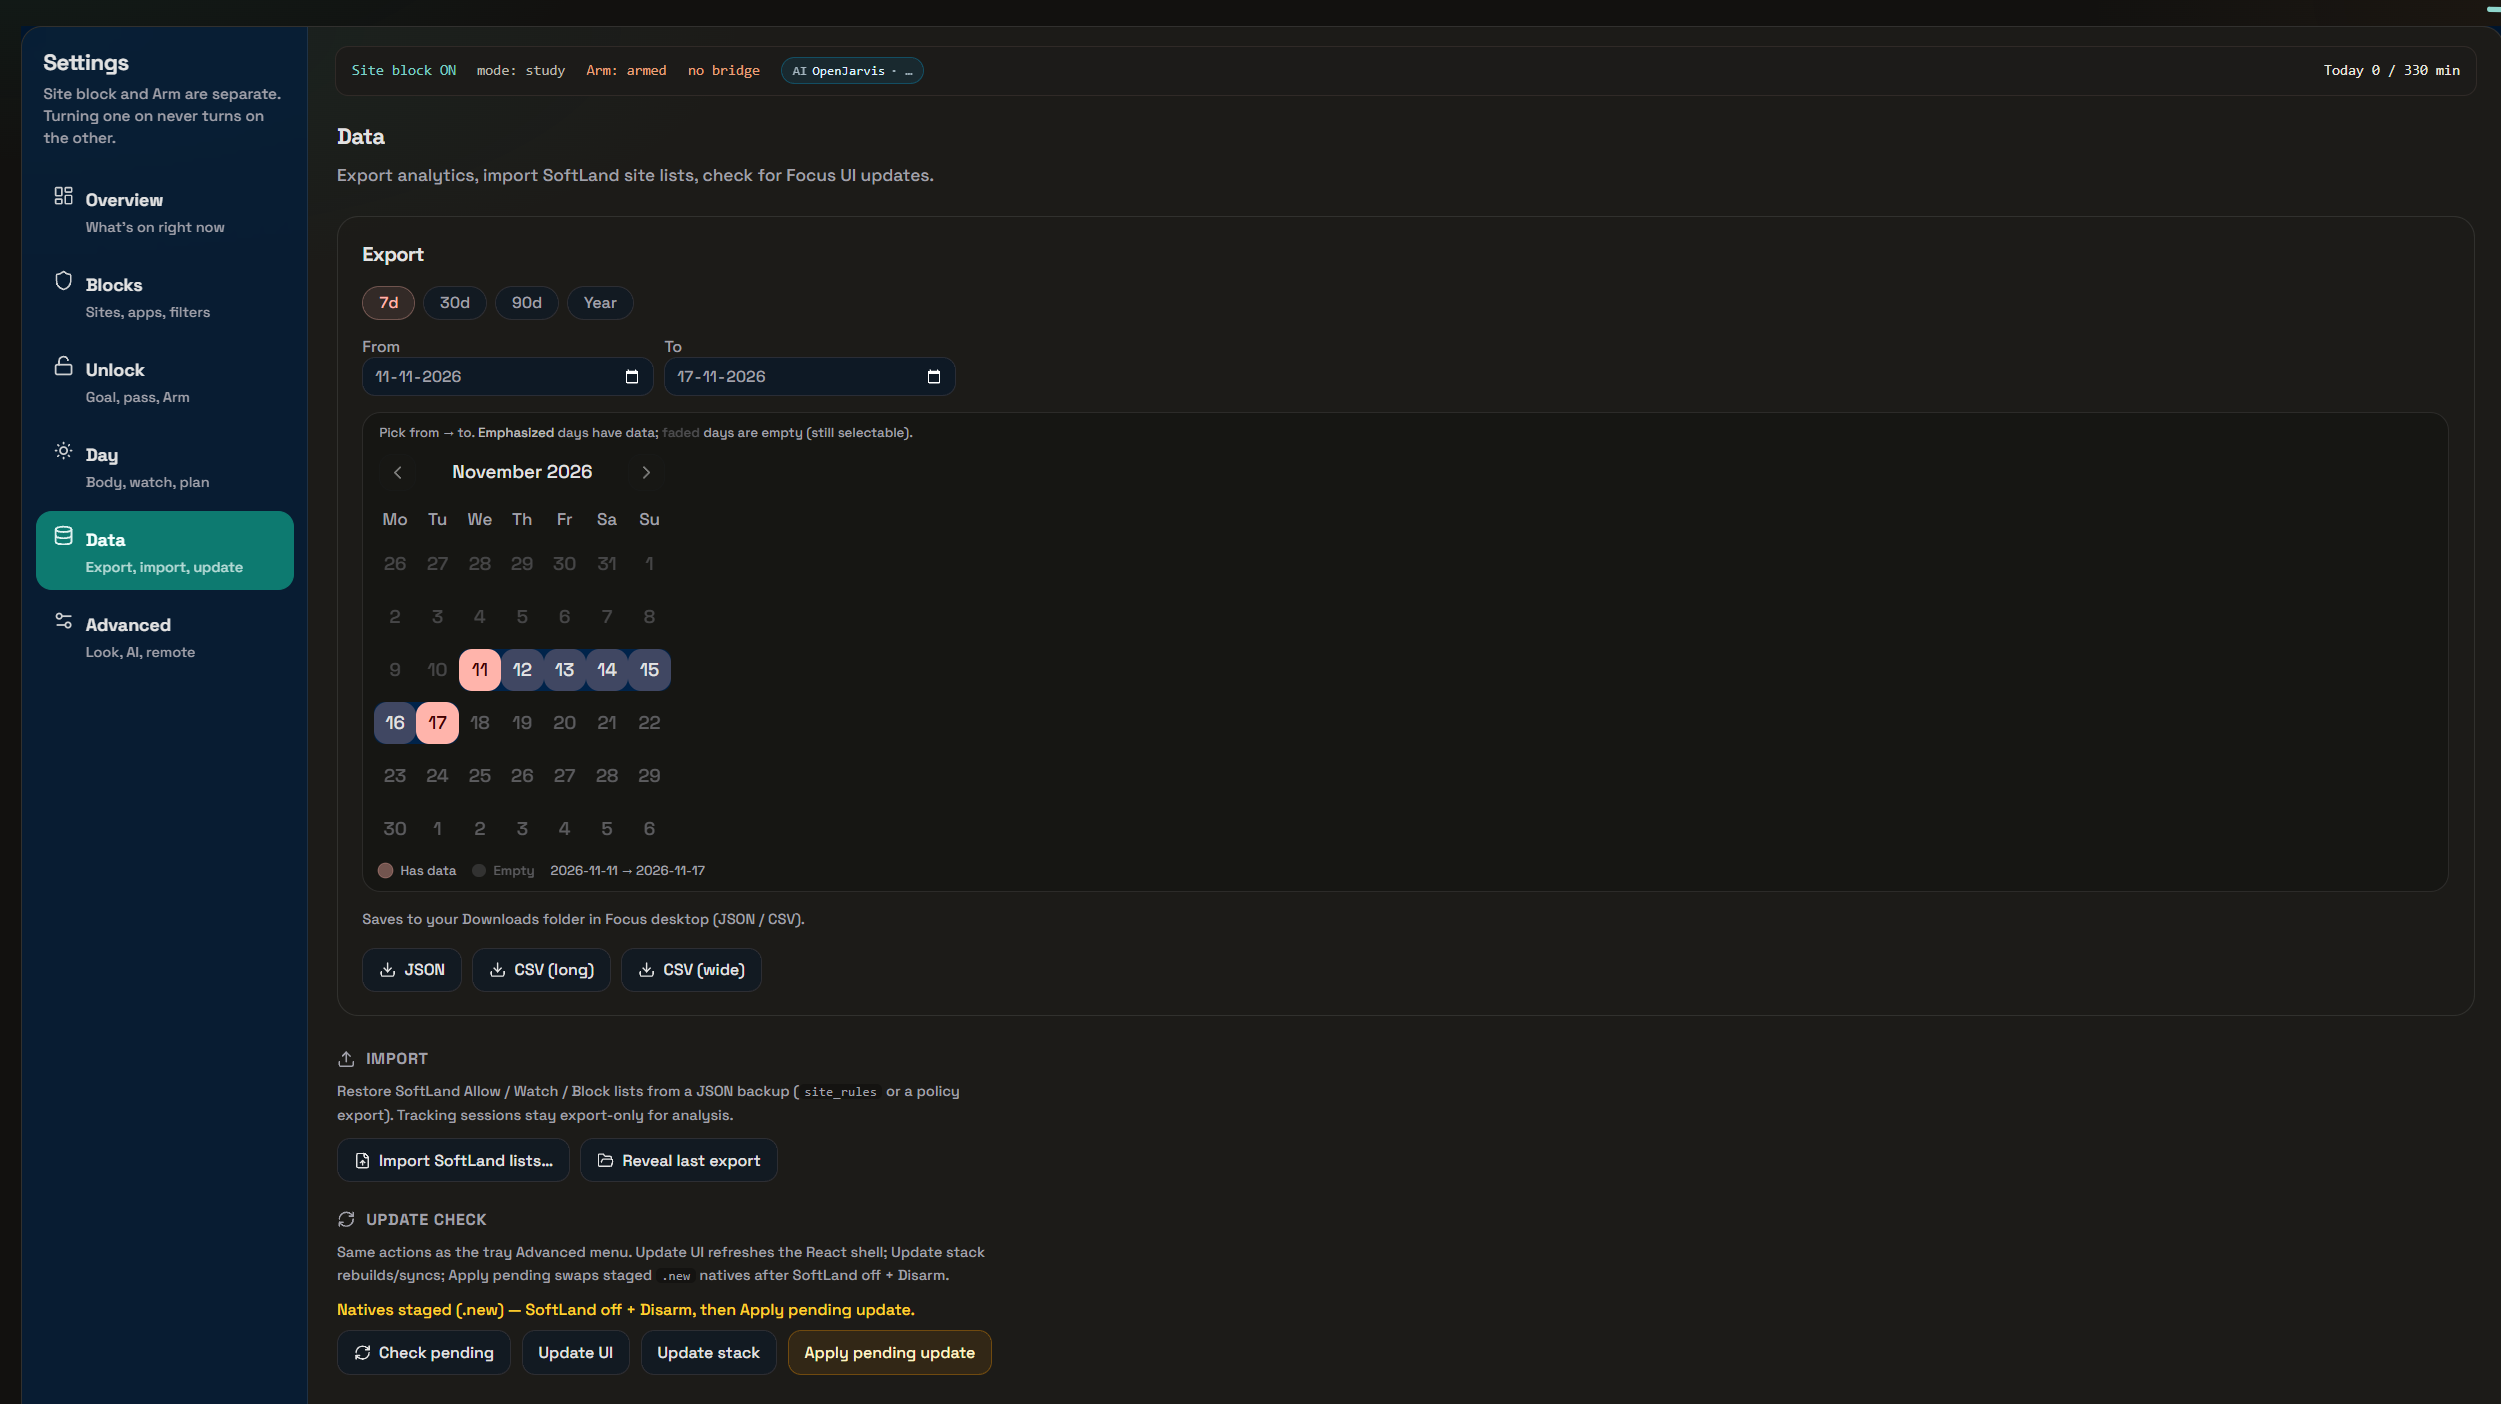 Settings
Site block and Arm are separate.
Turning one on never turns on
the other.
Overview
What's on right now
Blocks
Sites, apps, filters
Unlock
Goal, pass, Arm
Day
Body, watch, plan
Data
Export, import, update
Advanced
Look, AI, remote
Site block ON mode: study Arm: armed no bridge AI OpenJarvis · … Today 0 / 330 min
Data
Export analytics, import SoftLand site lists, check for Focus UI updates.
Export
7d 30d 90d Year
From To
11-11-2026 17-11-2026
Pick from → to. Emphasized days have data; faded days are empty (still selectable).
November 2026
Mo Tu We Th Fr Sa Su
26 27 28 29 30 31 1
2 3 4 5 6 7 8
9 10 11 12 13 14 15
16 17 18 19 20 21 22
23 24 25 26 27 28 29
30 1 2 3 4 5 6
Has data Empty 2026-11-11 → 2026-11-17
Saves to your Downloads folder in Focus desktop (JSON / CSV).
JSON CSV (long) CSV (wide)
IMPORT
Restore SoftLand Allow / Watch / Block lists from a JSON backup ( site_rules or a policy
export). Tracking sessions stay export-only for analysis.
Import SoftLand lists… Reveal last export
UPDATE CHECK
Same actions as the tray Advanced menu. Update UI refreshes the React shell; Update stack
rebuilds/syncs; Apply pending swaps staged .new natives after SoftLand off + Disarm.
Natives staged (.new) — SoftLand off + Disarm, then Apply pending update.
Check pending Update UI Update stack Apply pending update